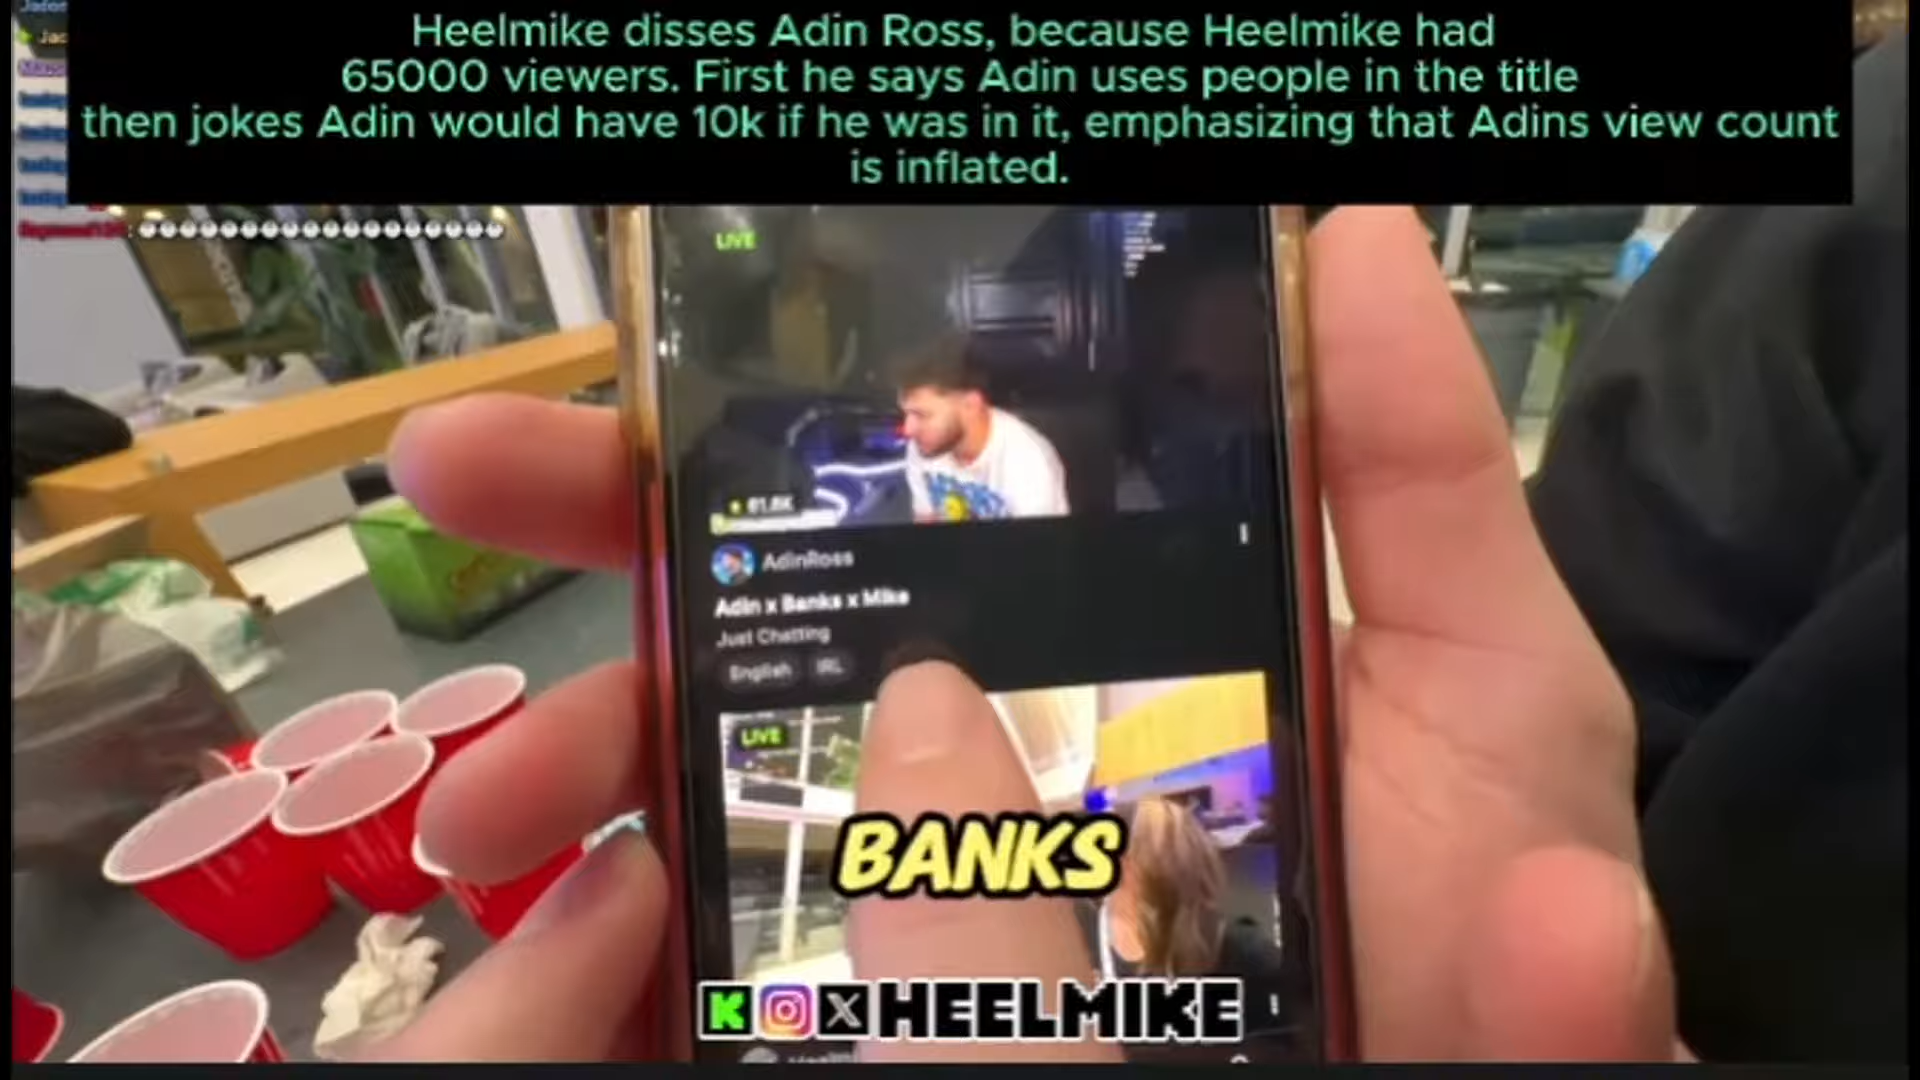 Heelmike disses Adin Ross, because Heelmike had
65000 viewers. First he says Adin uses people in the title
then jokes Adin would have 10k if he was in it, emphasizing that Adins view count
is inflated.
LIVE
AdinRoss
Adin x Banks x Mike
Just Chatting
English IRL
LIVE
BANKS
HEELMIKE